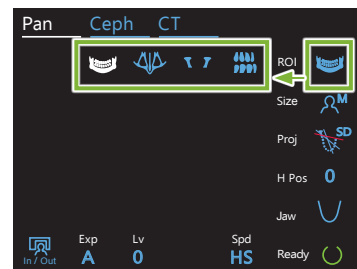 Pan Ceph CT
ROI
Size M
Proj SD
H Pos 0
Jaw
Exp Lv Spd
In / Out A 0 HS Ready